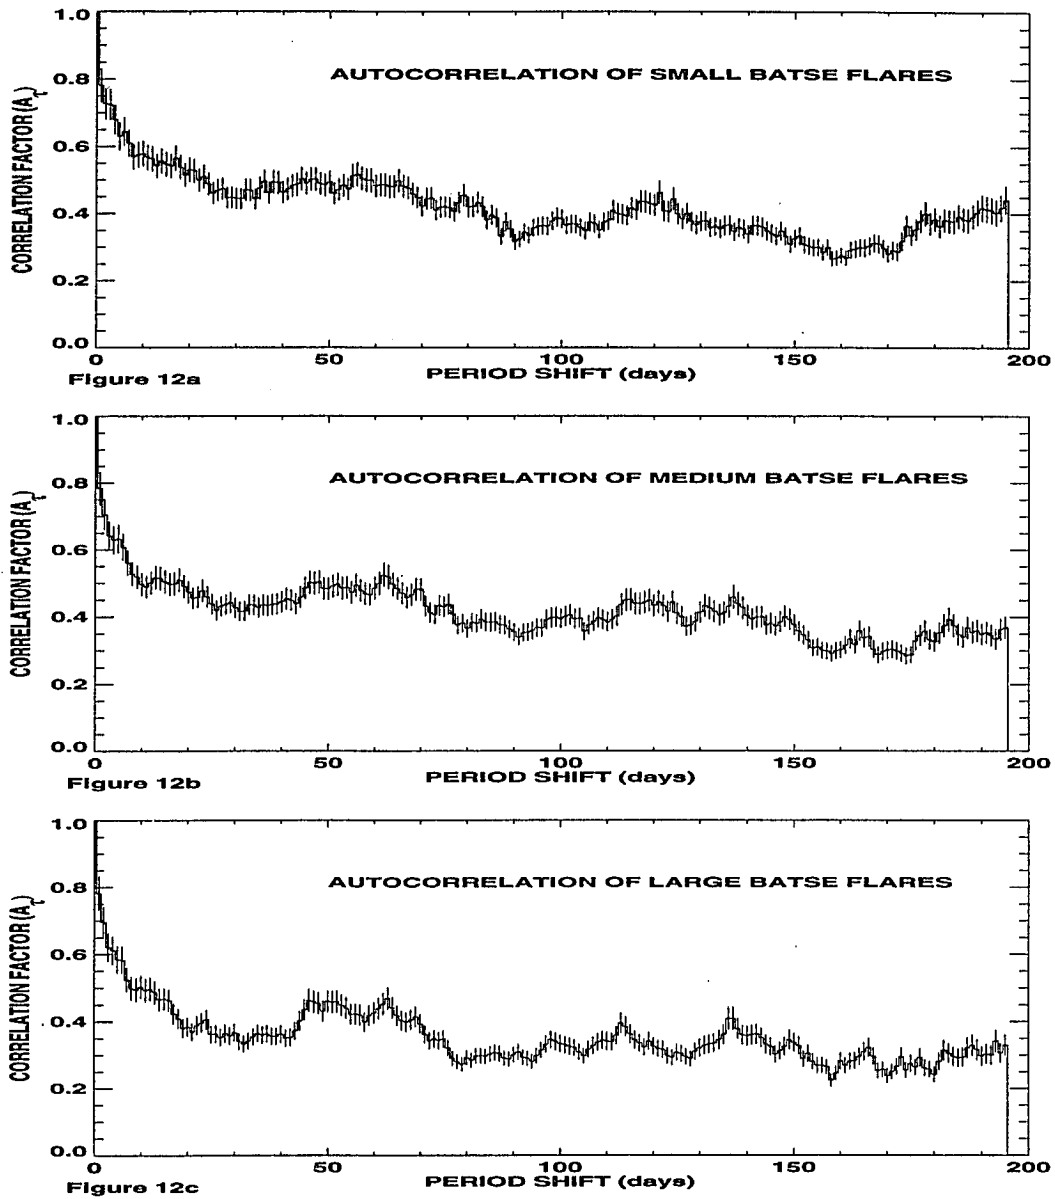 1.0
0.8
0.6
0.4
0.2
0.0
CORRELATION FACTOR (Aτ)
AUTOCORRELATION OF SMALL BATSE FLARES
0 50 100 150 200
PERIOD SHIFT (days)
Figure 12a
1.0
0.8
0.6
0.4
0.2
0.0
CORRELATION FACTOR (Aτ)
AUTOCORRELATION OF MEDIUM BATSE FLARES
0 50 100 150 200
PERIOD SHIFT (days)
Figure 12b
1.0
0.8
0.6
0.4
0.2
0.0
CORRELATION FACTOR (Aτ)
AUTOCORRELATION OF LARGE BATSE FLARES
0 50 100 150 200
PERIOD SHIFT (days)
Figure 12c